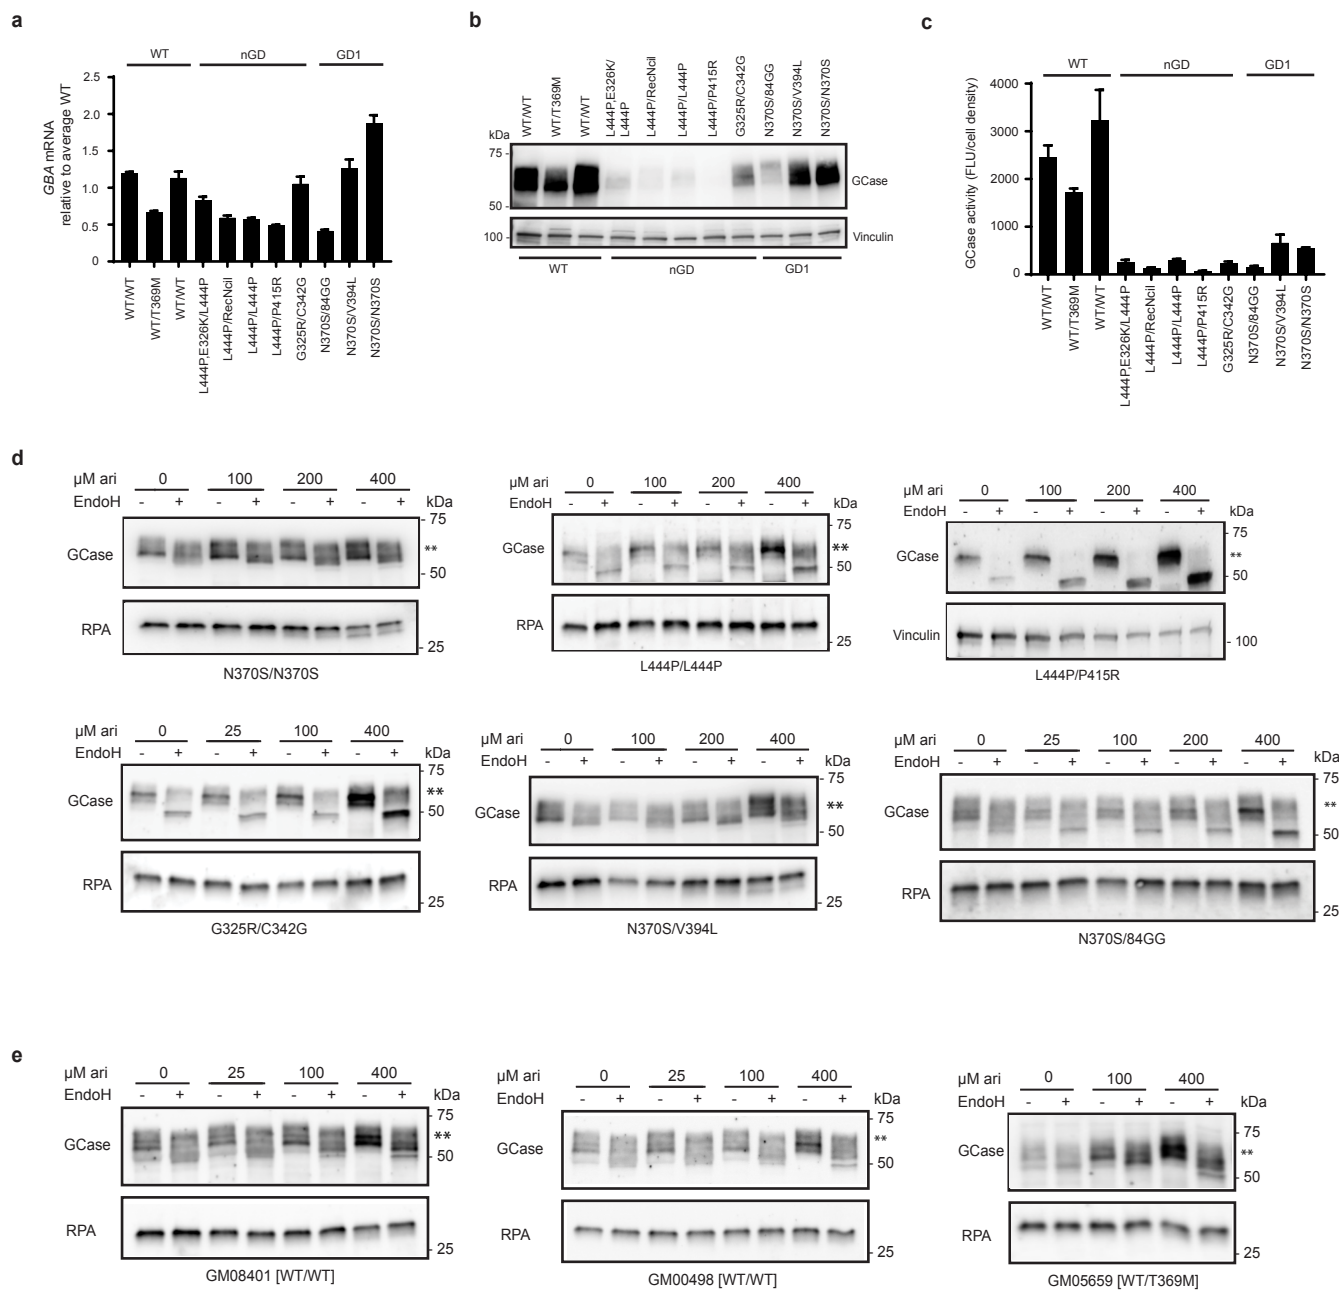 a
WT nGD GD1
GBA mRNA
relative to average WT
2.5
2.0
1.5
1.0
0.5
0
WT/WT
WT/T369M
WT/WT
L444P,E326K/L444P
L444P/RecNcil
L444P/L444P
L444P/P415R
G325R/C342G
N370S/84GG
N370S/V394L
N370S/N370S
b
WT/WT
WT/T369M
WT/WT
L444P,E326K/
L444P
L444P/RecNcil
L444P/L444P
L444P/P415R
G325R/C342G
N370S/84GG
N370S/V394L
N370S/N370S
kDa
75 -
GCase
50 -
100 -
Vinculin
WT nGD GD1
c
WT nGD GD1
GCase activity (FLU/cell density)
4000
3000
2000
1000
0
WT/WT
WT/T369M
WT/WT
L444P,E326K/L444P
L444P/RecNcil
L444P/L444P
L444P/P415R
G325R/C342G
N370S/84GG
N370S/V394L
N370S/N370S
d
µM ari 0 100 200 400
EndoH - + - + - + - + kDa
- 75
GCase **
- 50
RPA
- 25
N370S/N370S
µM ari 0 100 200 400
EndoH - + - + - + - + kDa
- 75
GCase **
- 50
RPA
- 25
L444P/L444P
µM ari 0 100 200 400
EndoH - + - + - + - + kDa
- 75
GCase **
- 50
Vinculin - 100
L444P/P415R
µM ari 0 25 100 400
EndoH - + - + - + - + kDa
- 75
GCase **
- 50
RPA
- 25
G325R/C342G
µM ari 0 100 200 400
EndoH - + - + - + - + kDa
- 75
GCase **
- 50
RPA
- 25
N370S/V394L
µM ari 0 25 100 200 400
EndoH - + - + - + - + - + kDa
- 75
GCase **
- 50
RPA
- 25
N370S/84GG
e
µM ari 0 25 100 400
EndoH - + - + - + - + kDa
- 75
GCase **
- 50
RPA
- 25
GM08401 [WT/WT]
µM ari 0 25 100 400
EndoH - + - + - + - + kDa
- 75
GCase **
- 50
RPA
- 25
GM00498 [WT/WT]
µM ari 0 100 400
EndoH - + - + - + kDa
- 75
GCase **
- 50
RPA
- 25
GM05659 [WT/T369M]